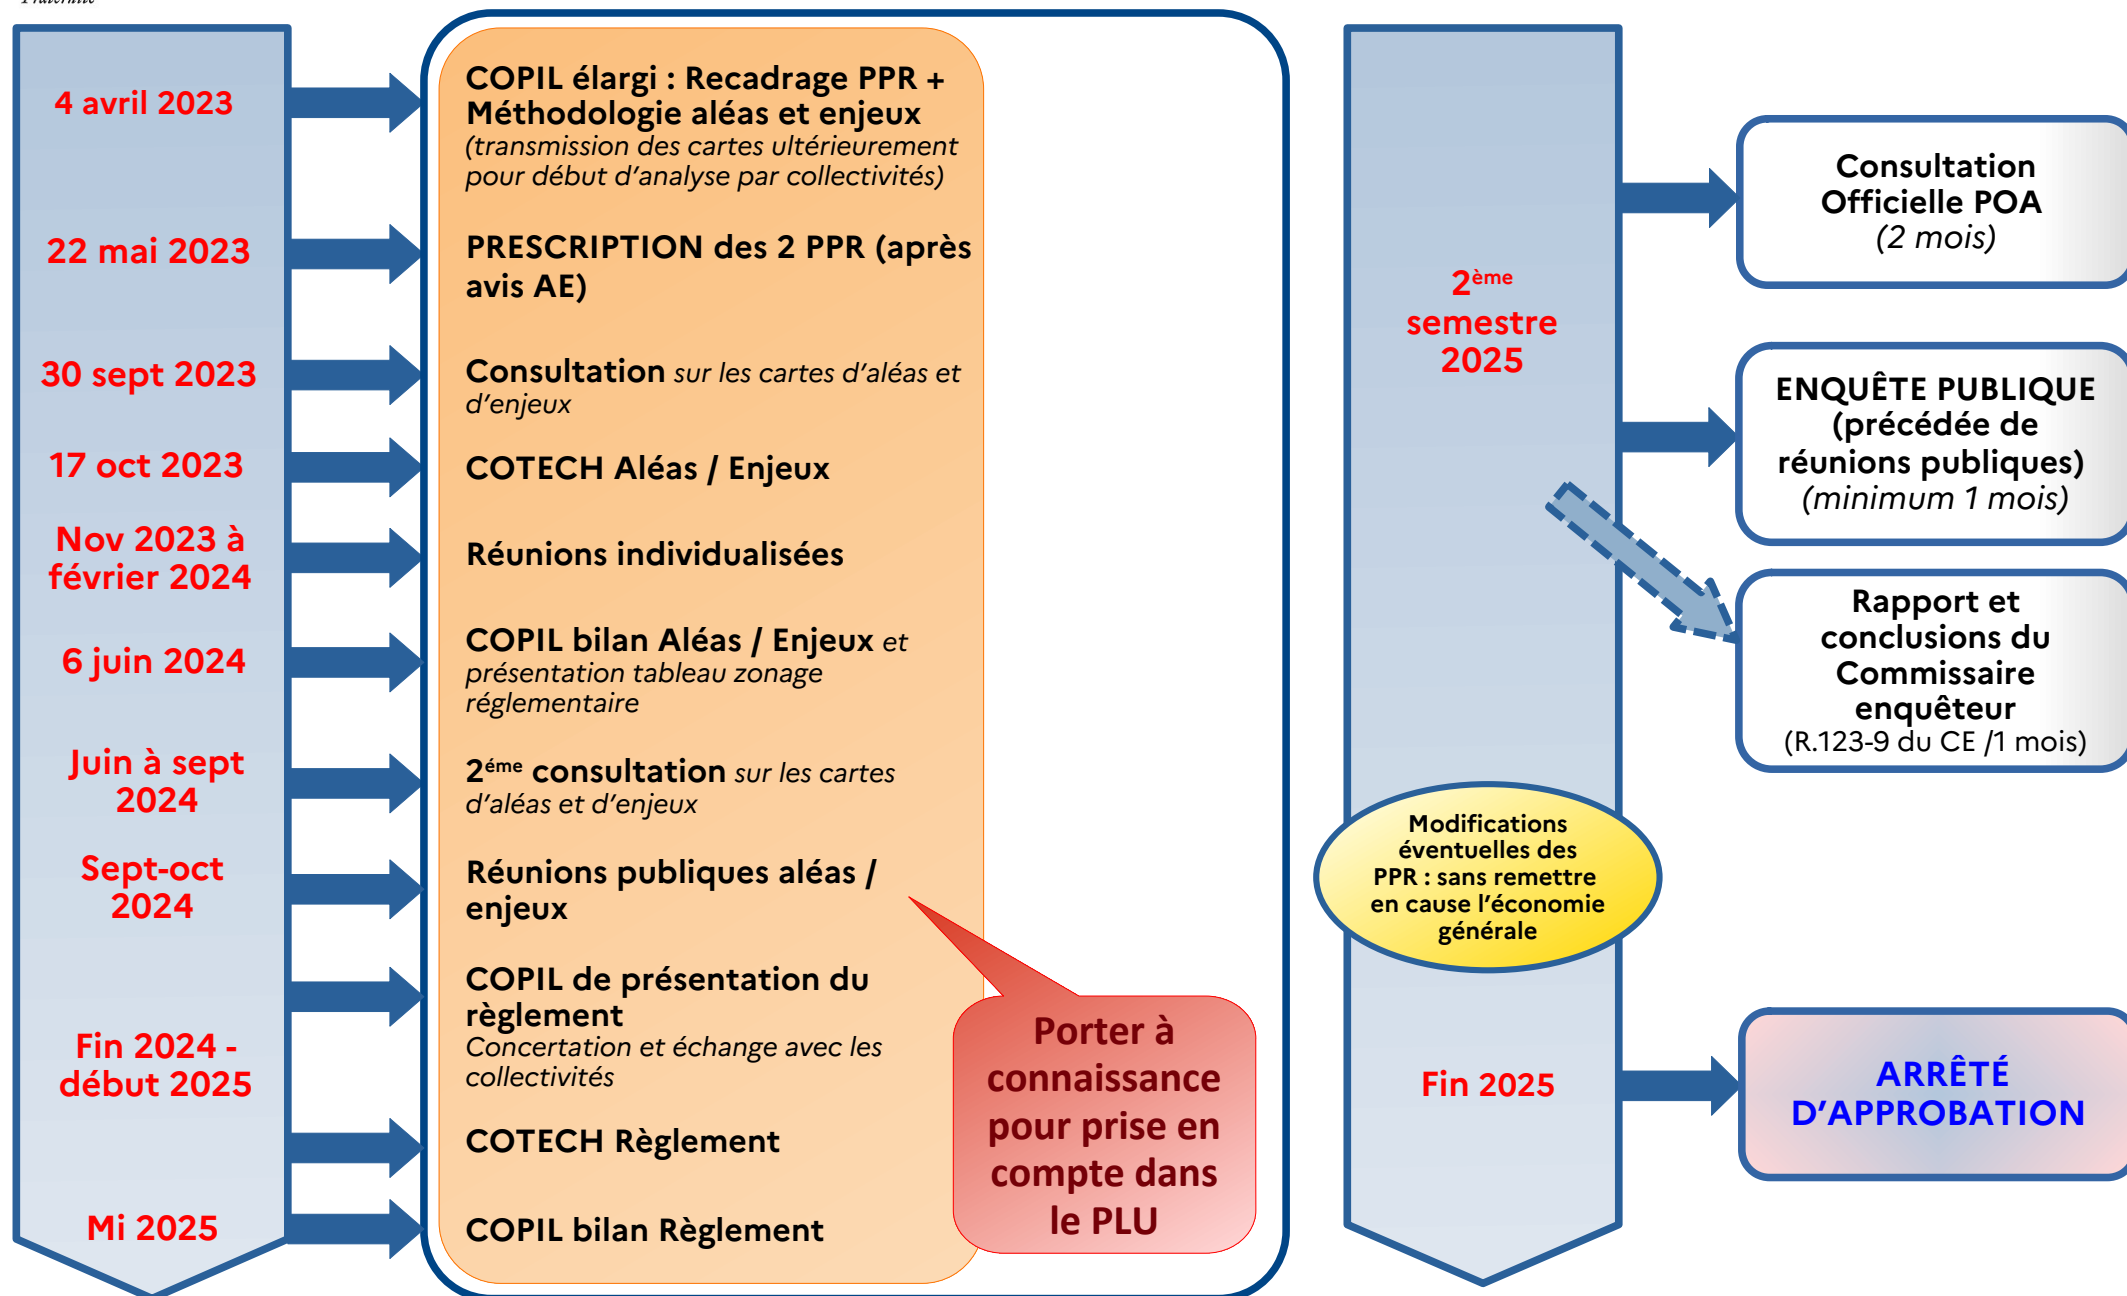 Fraternité
4 avril 2023
COPIL élargi : Recadrage PPR +
Méthodologie aléas et enjeux
(transmission des cartes ultérieurement
pour début d’analyse par collectivités)
22 mai 2023
PRESCRIPTION des 2 PPR (après
avis AE)
30 sept 2023
Consultation sur les cartes d’aléas et
d’enjeux
17 oct 2023
COTECH Aléas / Enjeux
Nov 2023 à
février 2024
Réunions individualisées
6 juin 2024
COPIL bilan Aléas / Enjeux et
présentation tableau zonage
réglementaire
Juin à sept
2024
2éme consultation sur les cartes
d’aléas et d’enjeux
Sept-oct
2024
Réunions publiques aléas /
enjeux
COPIL de présentation du
règlement
Concertation et échange avec les
collectivités
Fin 2024 -
début 2025
COTECH Règlement
Mi 2025
COPIL bilan Règlement
Porter à
connaissance
pour prise en
compte dans
le PLU
2ème
semestre
2025
Consultation
Officielle POA
(2 mois)
ENQUÊTE PUBLIQUE
(précédée de
réunions publiques)
(minimum 1 mois)
Rapport et
conclusions du
Commissaire
enquêteur
(R.123-9 du CE /1 mois)
Modifications
éventuelles des
PPR : sans remettre
en cause l’économie
générale
Fin 2025
ARRÊTÉ
D’APPROBATION